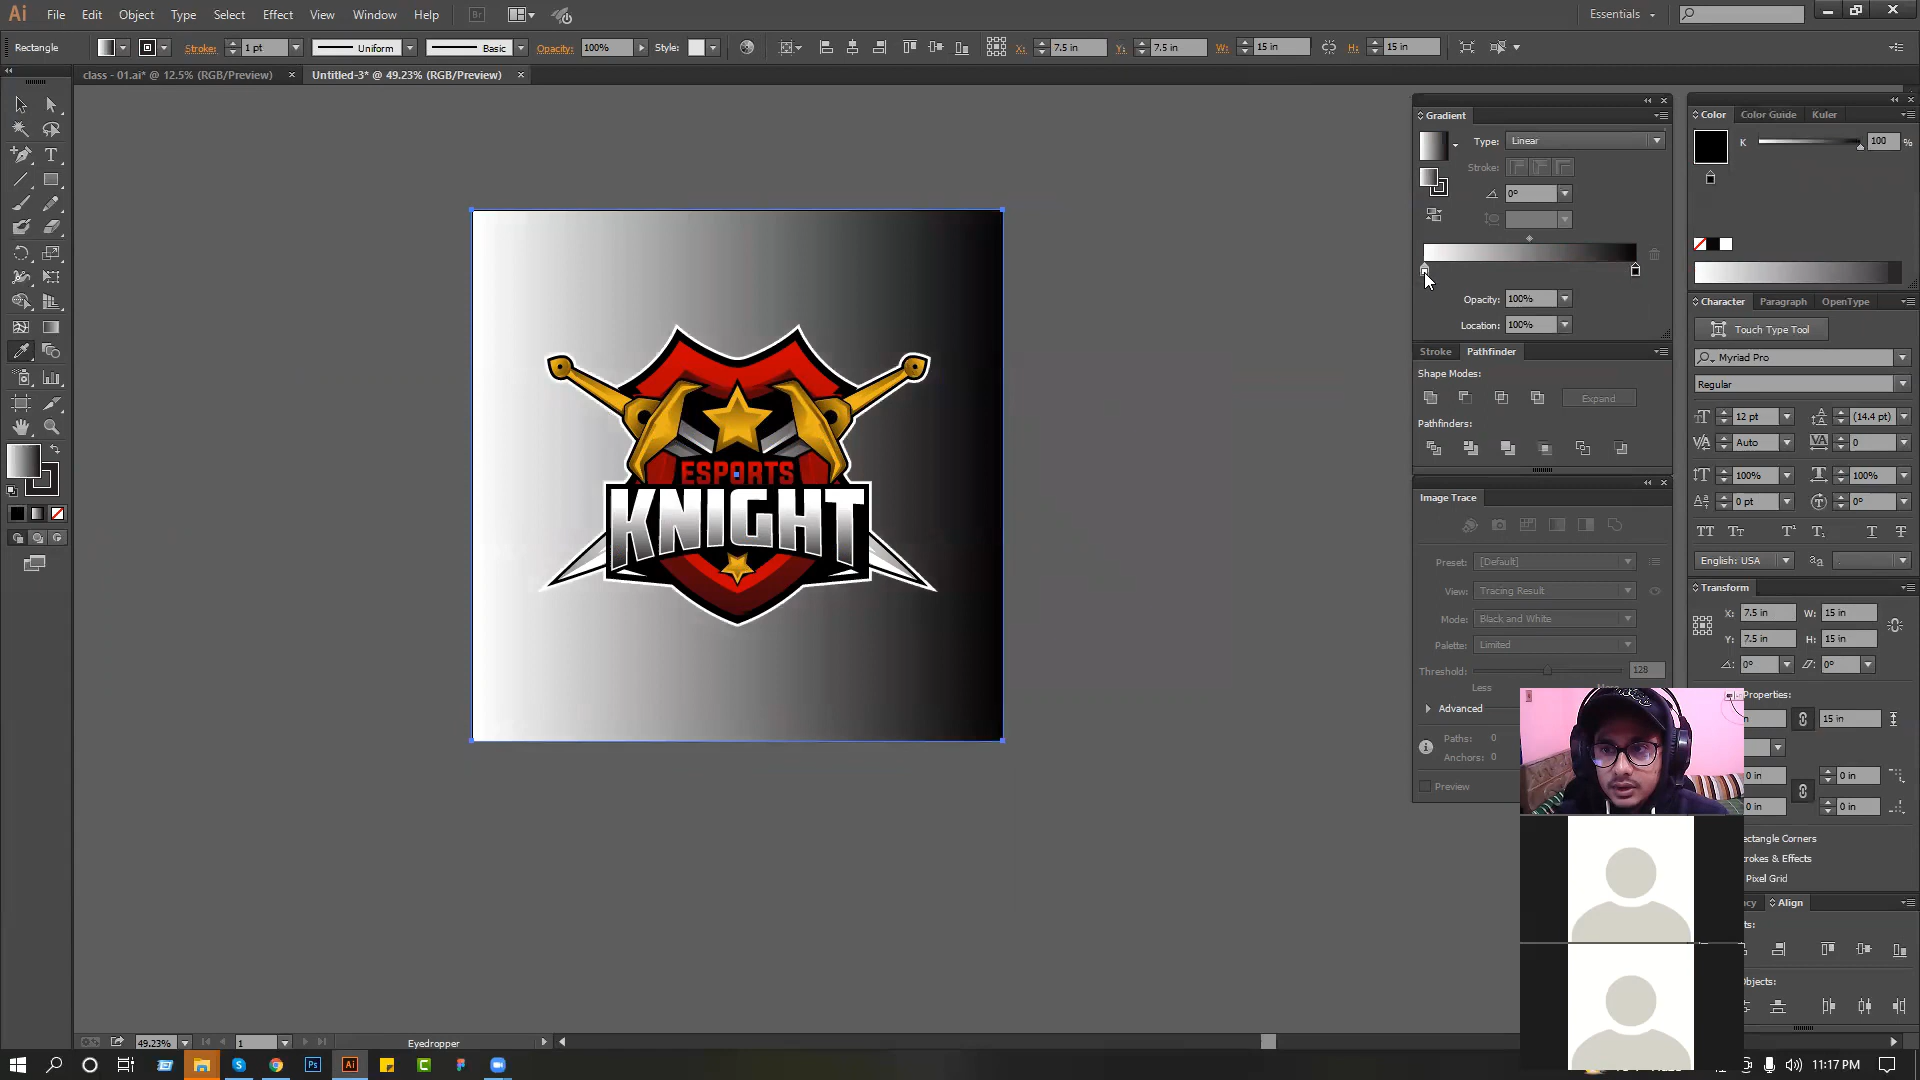 Ai File Edit Object Type Select Effect View Window Help Br Essentials
Rectangle Stroke: 1 pt Uniform Basic Opacity: 100% Style: X: 7.5 in Y: 7.5 in W: 15 in H: 15 in
class - 01.ai* @ 12.5% (RGB/Preview) Untitled-3* @ 49.23% (RGB/Preview)
Gradient
Type: Linear
Stroke:
0°
Opacity: 100%
Location: 100%
Stroke Pathfinder
Shape Modes:
Expand
Pathfinders:
Image Trace
Preset: [Default]
View: Tracing Result
Mode: Black and White
Palette: Limited
Threshold: 128
Less
Advanced
Paths: 0
Anchors: 0
Preview
Color Color Guide Kuler
K 100 %
Character Paragraph OpenType
Touch Type Tool
Myriad Pro
Regular
12 pt (14.4 pt)
Auto 0
100% 100%
0 pt 0°
English: USA
Transform
X: 7.5 in W: 15 in
Y: 7.5 in H: 15 in
0° 0°
Properties:
15 in
0 in 0 in
0 in 0 in
Rectangle Corners
Strokes & Effects
Pixel Grid
Align
Objects:
ESPORTS
KNIGHT
49.23% 1 Eyedropper
Ps Ai
11:17 PM